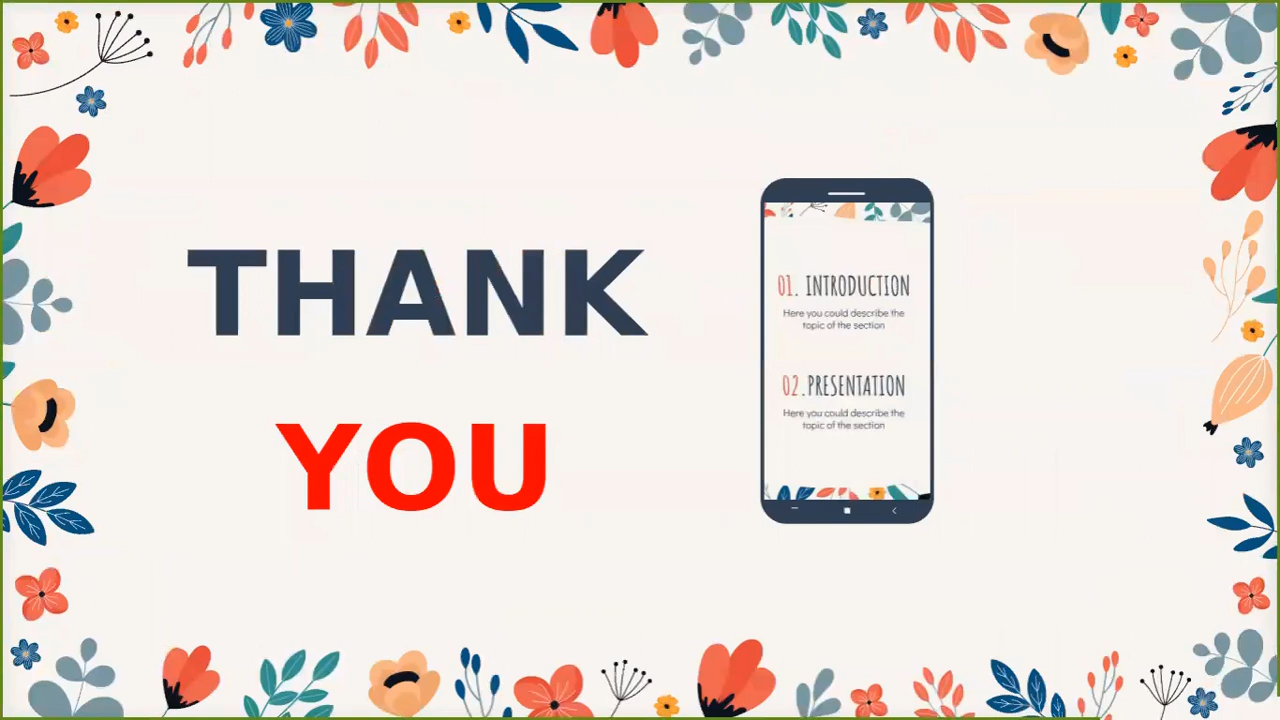 THANK
YOU
01. INTRODUCTION
Here you could describe the
topic of the section
02.PRESENTATION
Here you could describe the
topic of the section